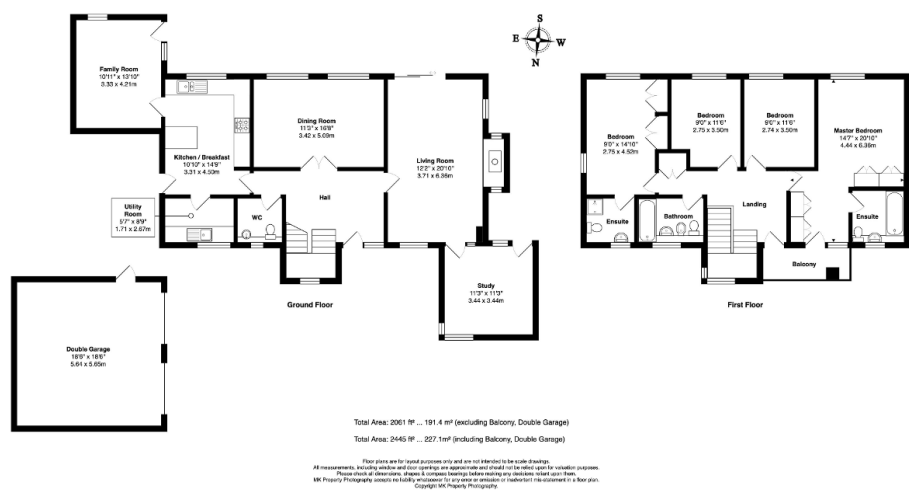 S
E W
N
Family Room
10'11" x 13'10"
3.33 x 4.21m
Kitchen / Breakfast
10'10" x 14'9"
3.31 x 4.50m
Dining Room
11'3" x 16'8"
3.42 x 5.09m
Living Room
12'2" x 20'10"
3.71 x 6.36m
Utility
Room
5'7" x 8'9"
1.71 x 2.67m
WC
Hall
Study
11'3" x 11'3"
3.44 x 3.44m
Ground Floor
Double Garage
18'6" x 18'6"
5.64 x 5.65m
Bedroom
9'0" x 14'10"
2.75 x 4.52m
Bedroom
9'0" x 11'6"
2.75 x 3.50m
Bedroom
9'0" x 11'6"
2.74 x 3.50m
Master Bedroom
14'7" x 20'10"
4.44 x 6.36m
Ensuite
Bathroom
Landing
Ensuite
Balcony
First Floor
Total Area: 2061 ft² ... 191.4 m² (excluding Balcony, Double Garage)
Total Area: 2445 ft² ... 227.1m² (including Balcony, Double Garage)
Floor plans are for layout purposes only and are not intended to be scale drawings.
All measurements, including window and door openings are approximate and should not be relied upon for valuation purposes.
Please check all dimensions, shapes & compass bearings before making any decisions reliant upon them.
MK Property Photography accepts no liability whatsoever for any error or omission or inadvertent mis-statement in a floor plan.
Copyright MK Property Photography.